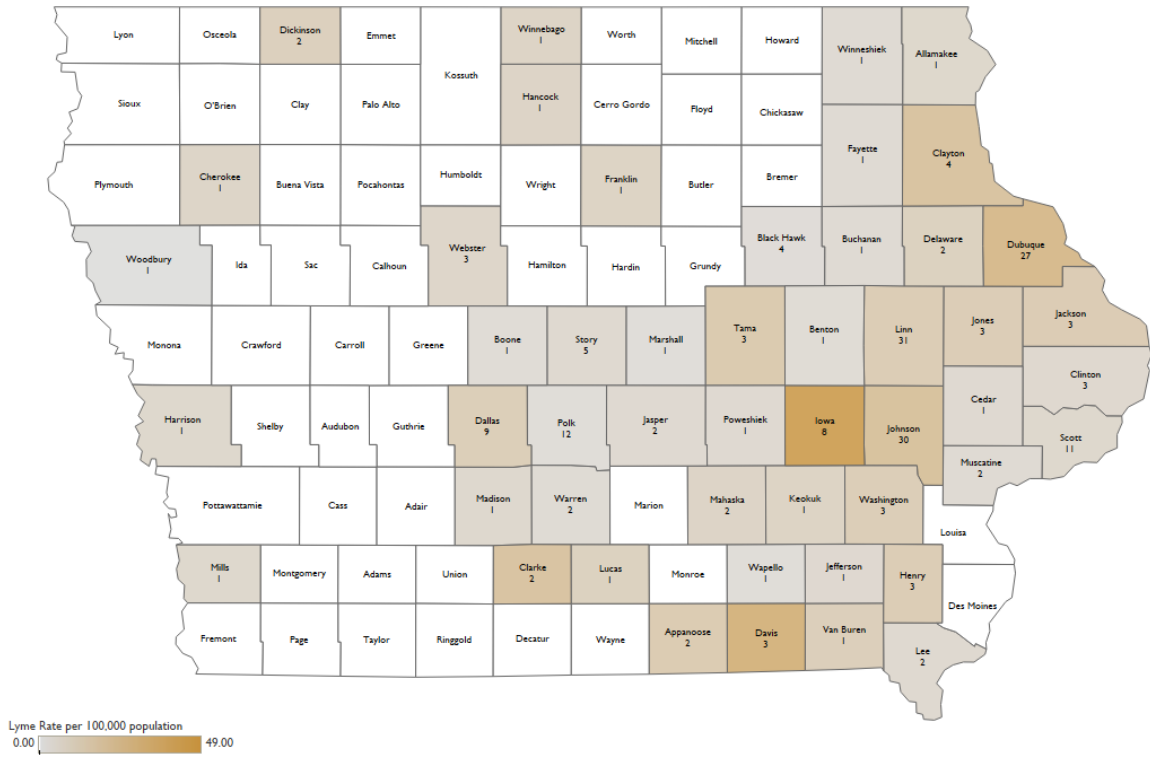 Lyon
Osceola
Dickinson
2
Emmet
Kossuth
Winnebago
1
Worth
Mitchell
Howard
Winneshiek
1
Allamakee
1
Sioux
O'Brien
Clay
Palo Alto
Hancock
1
Cerro Gordo
Floyd
Chickasaw
Fayette
1
Clayton
4
Plymouth
Cherokee
1
Buena Vista
Pocahontas
Humboldt
Wright
Franklin
1
Butler
Bremer
Woodbury
1
Ida
Sac
Calhoun
Webster
3
Hamilton
Hardin
Grundy
Black Hawk
4
Buchanan
1
Delaware
2
Dubuque
27
Monona
Crawford
Carroll
Greene
Boone
1
Story
5
Marshall
1
Tama
3
Benton
1
Linn
31
Jones
3
Jackson
3
Clinton
3
Harrison
1
Shelby
Audubon
Guthrie
Dallas
9
Polk
12
Jasper
2
Poweshiek
1
Iowa
8
Johnson
30
Cedar
1
Scott
11
Muscatine
2
Pottawattamie
Cass
Adair
Madison
1
Warren
2
Marion
Mahaska
2
Keokuk
1
Washington
3
Louisa
Mills
1
Montgomery
Adams
Union
Clarke
2
Lucas
1
Monroe
Wapello
1
Jefferson
1
Henry
3
Des Moines
Fremont
Page
Taylor
Ringgold
Decatur
Wayne
Appanoose
2
Davis
3
Van Buren
1
Lee
2
Lyme Rate per 100,000 population
0.00 49.00